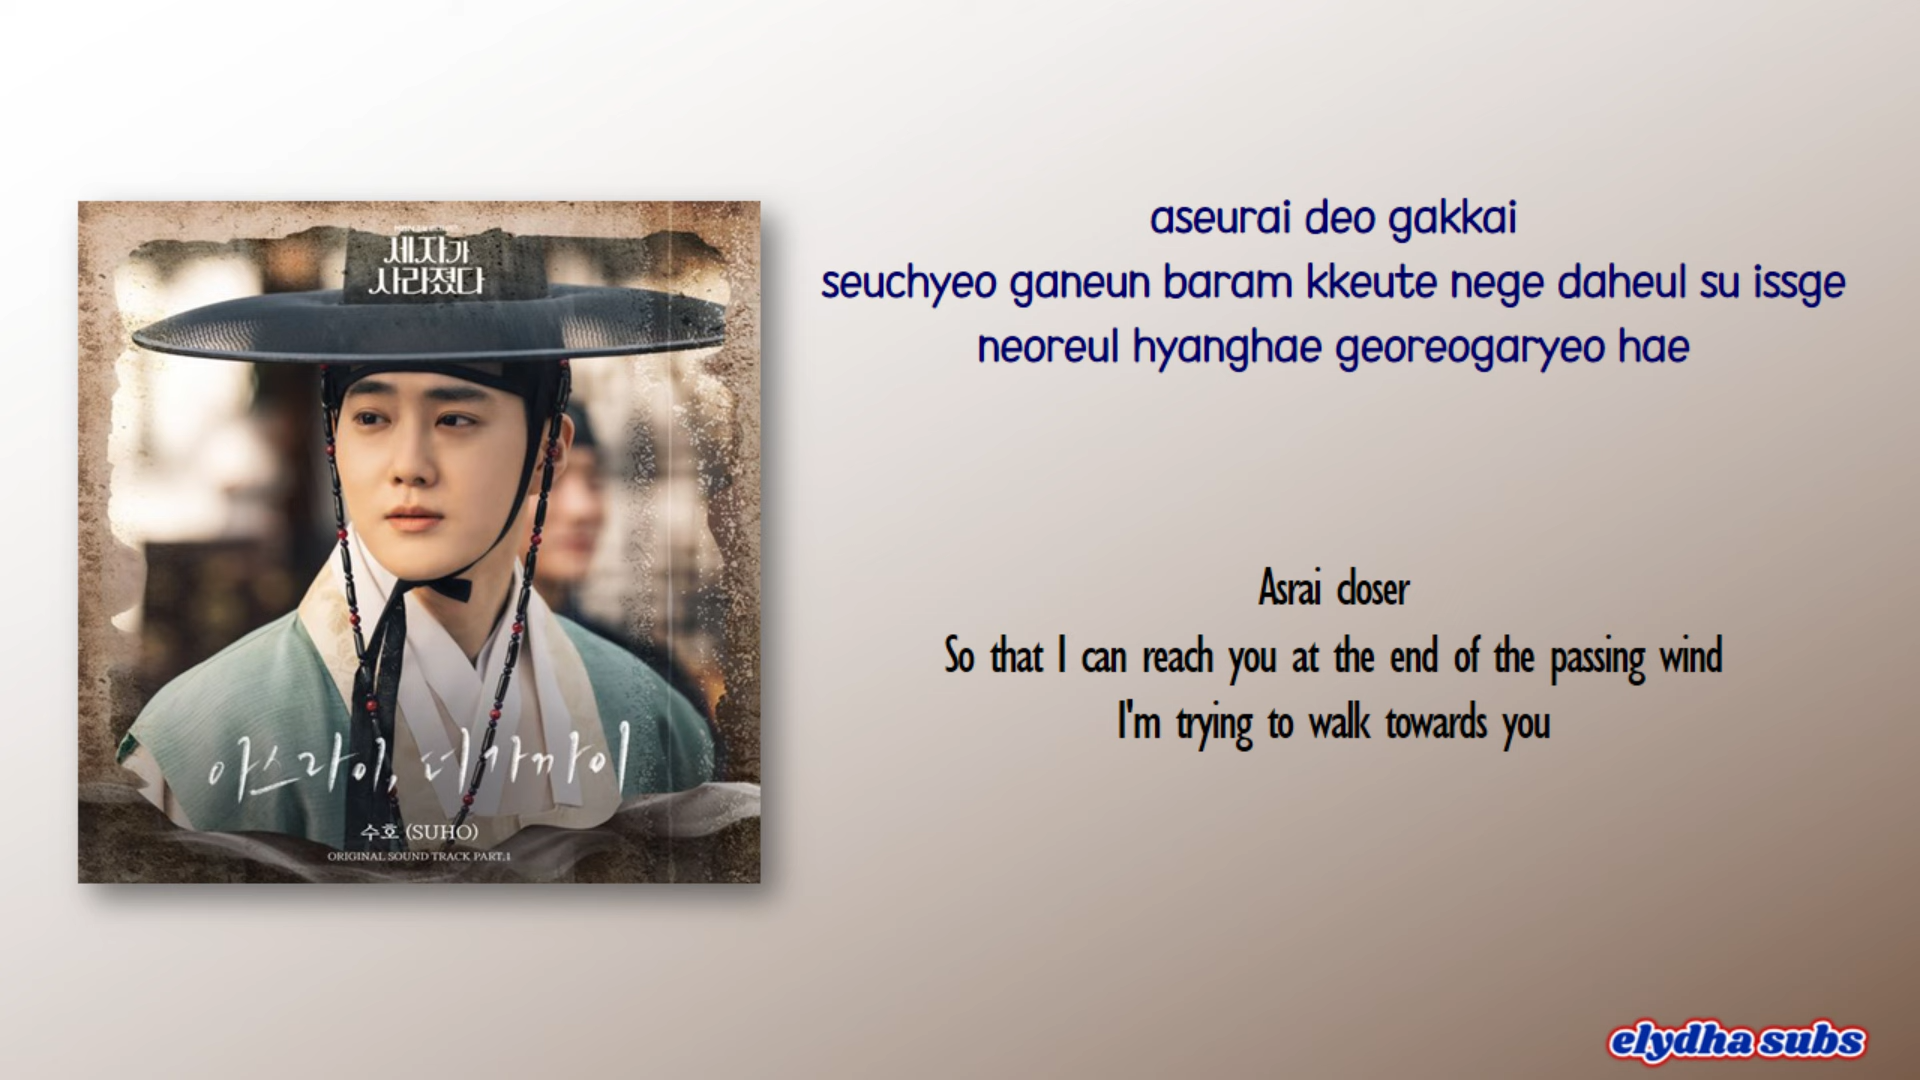 세자가
사라졌다
아스라이, 더 가까이
수호 (SUHO)
ORIGINAL SOUND TRACK PART.1
aseurai deo gakkai
seuchyeo ganeun baram kkeute nege daheul su issge
neoreul hyanghae georeogaryeo hae
Asrai closer
So that I can reach you at the end of the passing wind
I'm trying to walk towards you
elydha subs